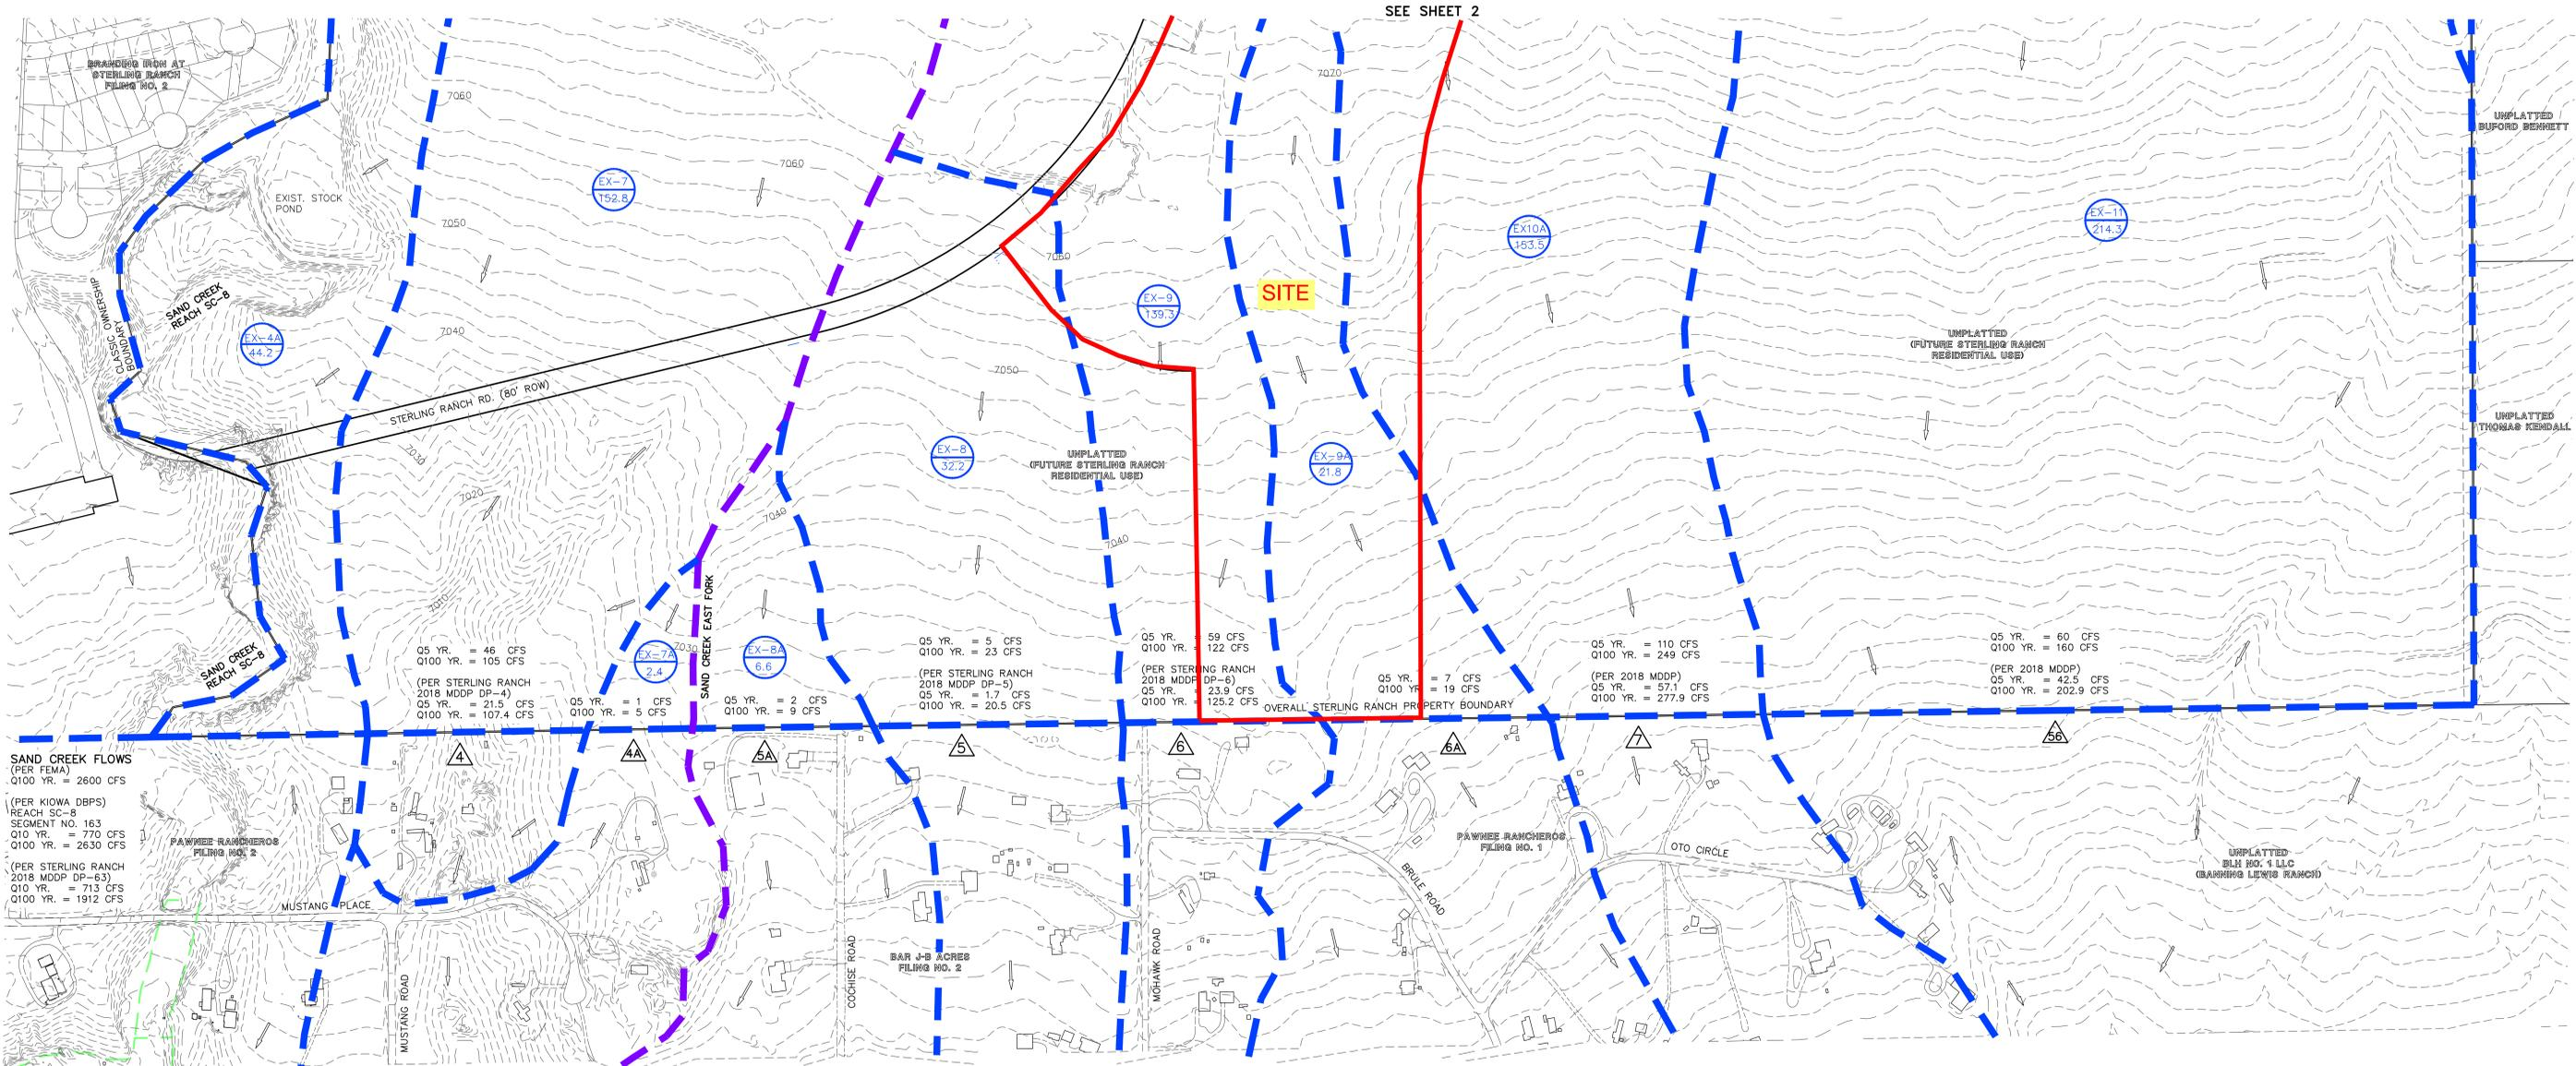 SEE SHEET 2
BRANDING IRON AT
STERLING RANCH
FILING NO. 2
7060
7070
UNPLATTED
BUFORD BENNETT
7060
EXIST. STOCK
POND
EX-7
152.8
7050
EX10A
153.5
EX-11
214.3
7060
CLASSIC OWNERSHIP
BOUNDARY
SAND CREEK
REACH SC-8
EX-4A
44.2
7040
EX-9
139.3
SITE
UNPLATTED
(FUTURE STERLING RANCH
RESIDENTIAL USE)
7050
STERLING RANCH RD. (80' ROW)
UNPLATTED
THOMAS KENDALL
7030
EX-8
32.2
UNPLATTED
(FUTURE STERLING RANCH
RESIDENTIAL USE)
EX-9A
21.8
7020
7040
7040
7010
SAND CREEK EAST FORK
SAND CREEK
REACH SC-8
7030
EX-7A
2.4
EX-8A
6.6
Q5 YR. = 46 CFS
Q100 YR. = 105 CFS
(PER STERLING RANCH
2018 MDDP DP-4)
Q5 YR. = 21.5 CFS
Q100 YR. = 107.4 CFS
Q5 YR. = 1 CFS
Q100 YR. = 5 CFS
Q5 YR. = 2 CFS
Q100 YR. = 9 CFS
Q5 YR. = 5 CFS
Q100 YR. = 23 CFS
(PER STERLING RANCH
2018 MDDP DP-5)
Q5 YR. = 1.7 CFS
Q100 YR. = 20.5 CFS
Q5 YR. = 59 CFS
Q100 YR. = 122 CFS
(PER STERLING RANCH
2018 MDDP DP-6)
Q5 YR. = 23.9 CFS
Q100 YR. = 125.2 CFS
Q5 YR. = 7 CFS
Q100 YR = 19 CFS
Q5 YR. = 110 CFS
Q100 YR. = 249 CFS
(PER 2018 MDDP)
Q5 YR. = 57.1 CFS
Q100 YR. = 277.9 CFS
Q5 YR. = 60 CFS
Q100 YR. = 160 CFS
(PER 2018 MDDP)
Q5 YR. = 42.5 CFS
Q100 YR. = 202.9 CFS
OVERALL STERLING RANCH PROPERTY BOUNDARY
4
4A
5A
5
6
6A
7
56
SAND CREEK FLOWS
(PER FEMA)
Q100 YR. = 2600 CFS
(PER KIOWA DBPS)
REACH SC-8
SEGMENT NO. 163
Q10 YR. = 770 CFS
Q100 YR. = 2630 CFS
(PER STERLING RANCH
2018 MDDP DP-63)
Q10 YR. = 713 CFS
Q100 YR. = 1912 CFS
PAWNEE RANCHEROS
FILING NO. 2
PAWNEE RANCHEROS
FILING NO. 1
OTO CIRCLE
UNPLATTED
BLH NO. 1 LLC
(BANNING LEWIS RANCH)
BRULE ROAD
MUSTANG PLACE
MUSTANG ROAD
COCHISE ROAD
BAR J-B ACRES
FILING NO. 2
MOHAWK ROAD